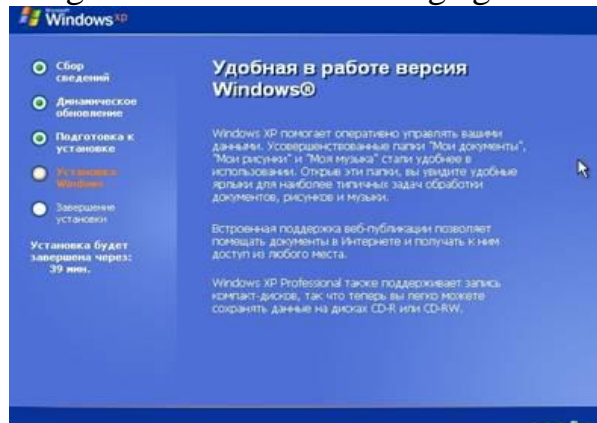 Microsoft
Windows xp
Сбор
сведений
Динамическое
обновление
Подготовка к
установке
Установка
Windows
Завершение
установки
Установка будет
завершена через:
39 мин.
Удобная в работе версия
Windows®
Windows XP помогает оперативно управлять вашими
данными. Усовершенствованные папки "Мои документы",
"Мои рисунки" и "Моя музыка" стали удобнее в
использовании. Открыв эти папки, вы увидите удобные
ярлыки для наиболее типичных задач обработки
документов, рисунков и музыки.
Встроенная поддержка веб-публикации позволяет
помещать документы в Интернете и получать к ним
доступ из любого места.
Windows XP Professional также поддерживает запись
компакт-дисков, так что теперь вы легко можете
сохранять данные на дисках CD-R или CD-RW.